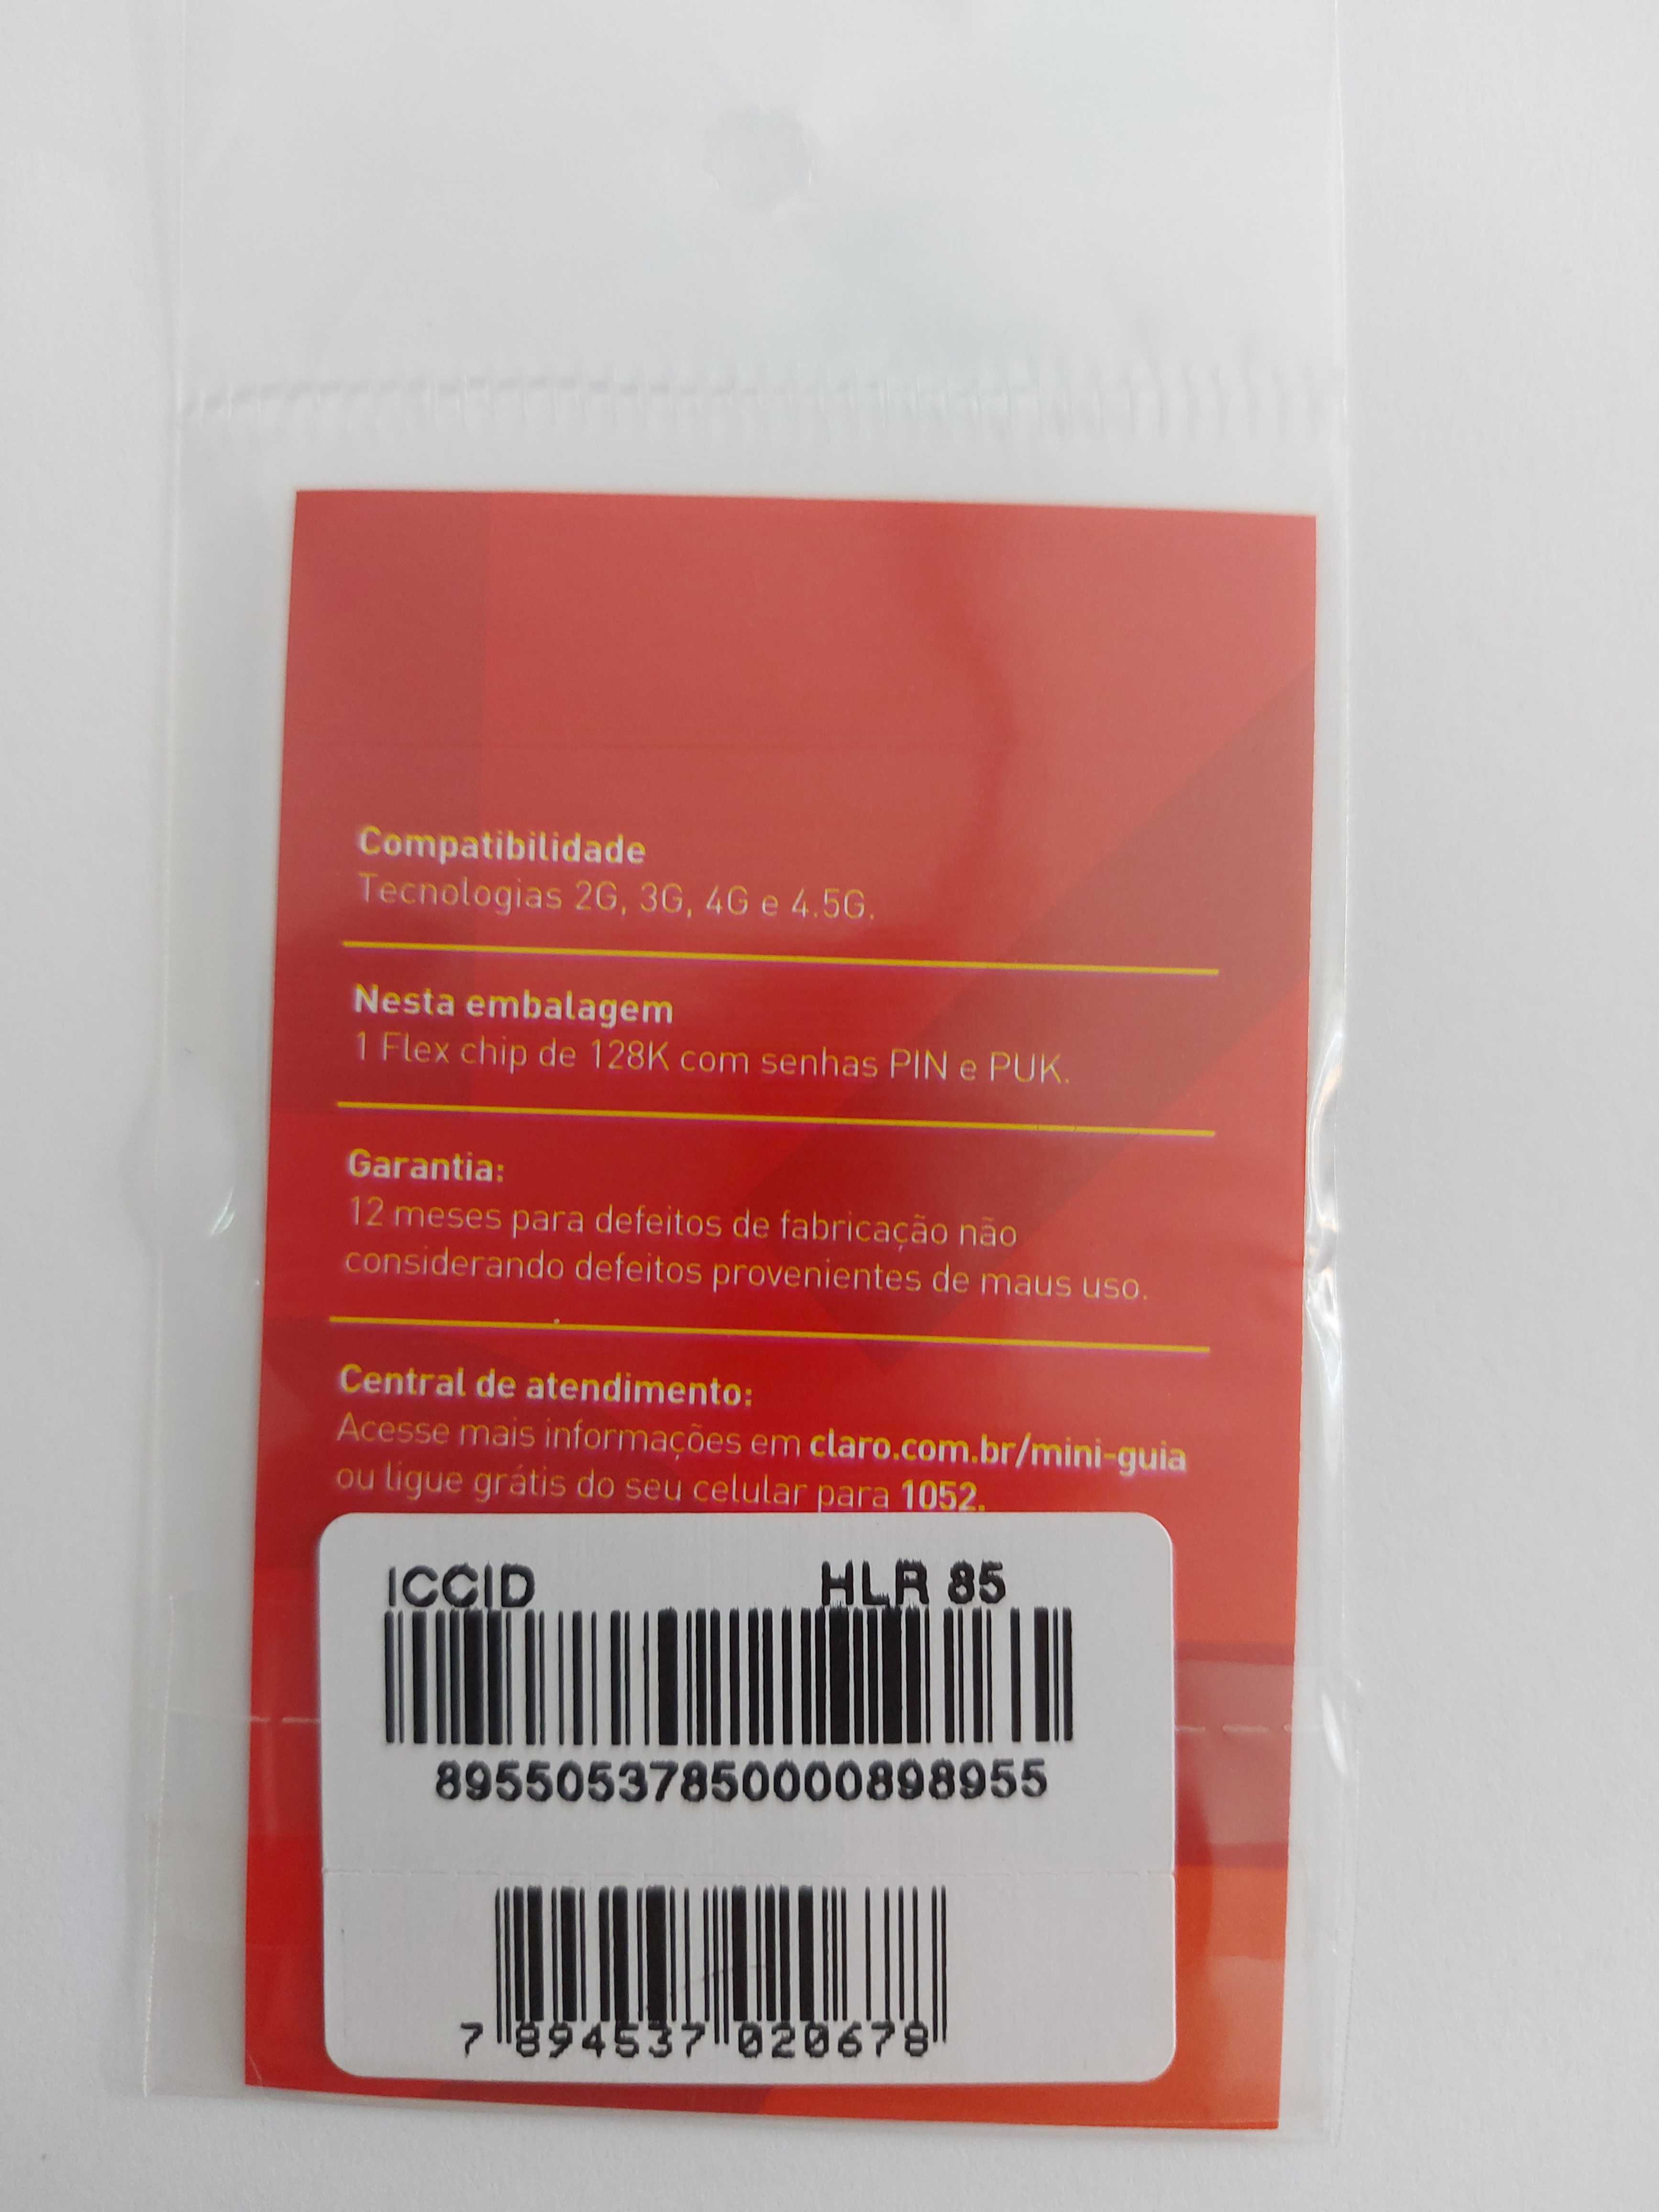 Compatibilidade
Tecnologias 2G, 3G, 4G e 4.5G.
Nesta embalagem
1 Flex chip de 128K com senhas PIN e PUK.
Garantia:
12 meses para defeitos de fabricação não
considerando defeitos provenientes de maus uso.
Central de atendimento:
Acesse mais informações em claro.com.br/mini-guia
ou ligue grátis do seu celular para 1052.
ICCID HLR 85
89550537850000898955
7 894537 020678